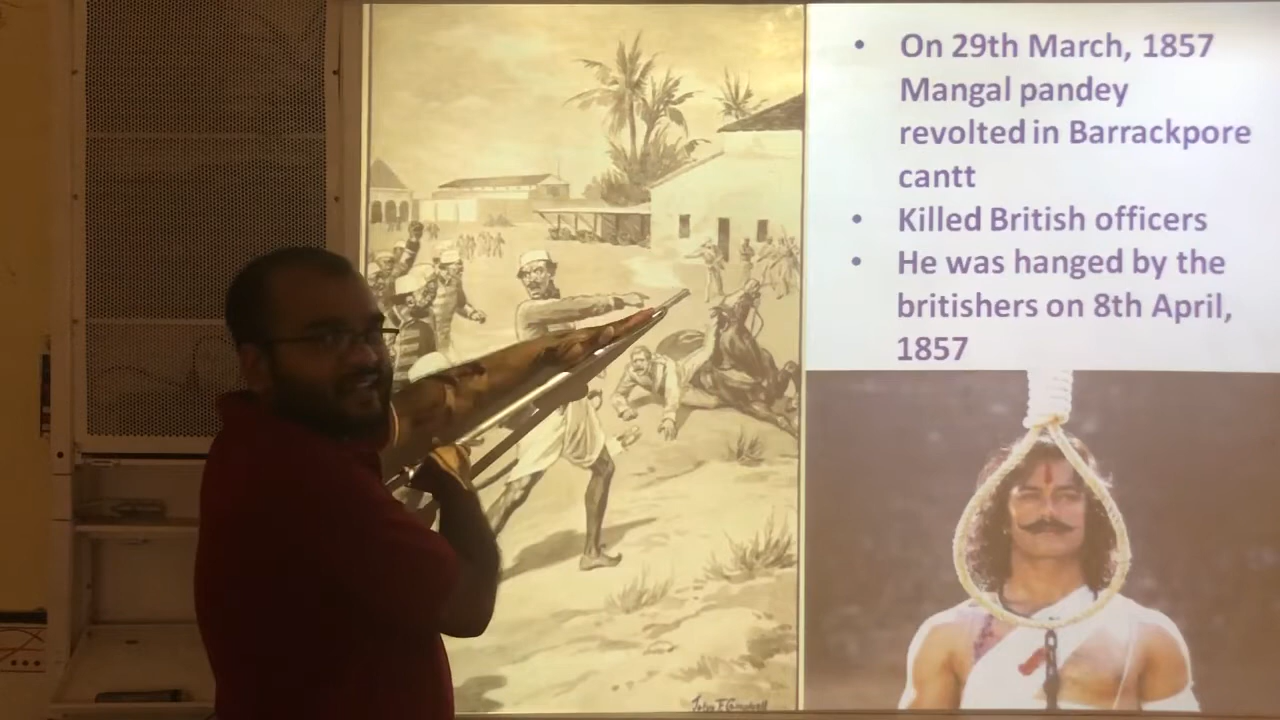 • On 29th March, 1857
Mangal pandey
revolted in Barrackpore
cantt
• Killed British officers
• He was hanged by the
britishers on 8th April,
1857